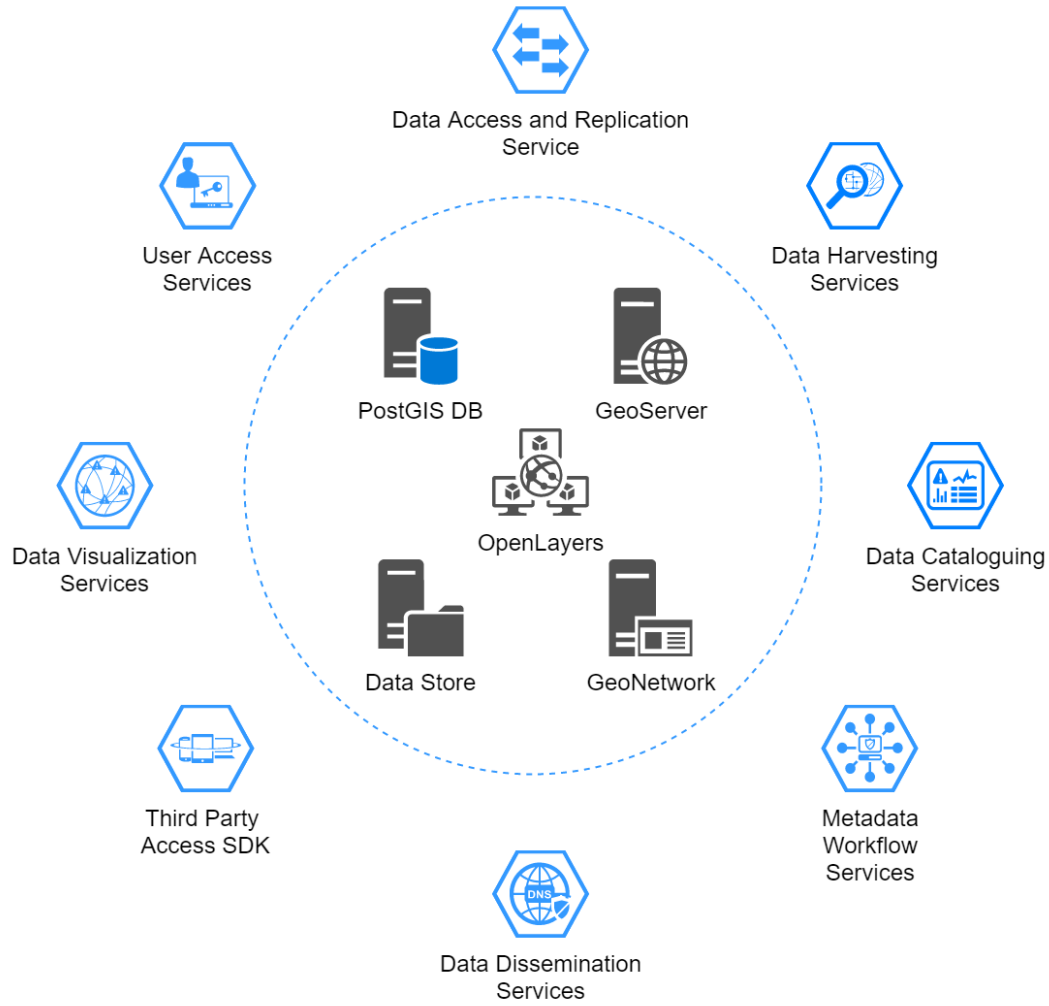 Data Access and Replication
Service
User Access
Services
Data Harvesting
Services
PostGIS DB
GeoServer
OpenLayers
Data Visualization
Services
Data Cataloguing
Services
Data Store
GeoNetwork
Third Party
Access SDK
Metadata
Workflow
Services
DNS
Data Dissemination
Services